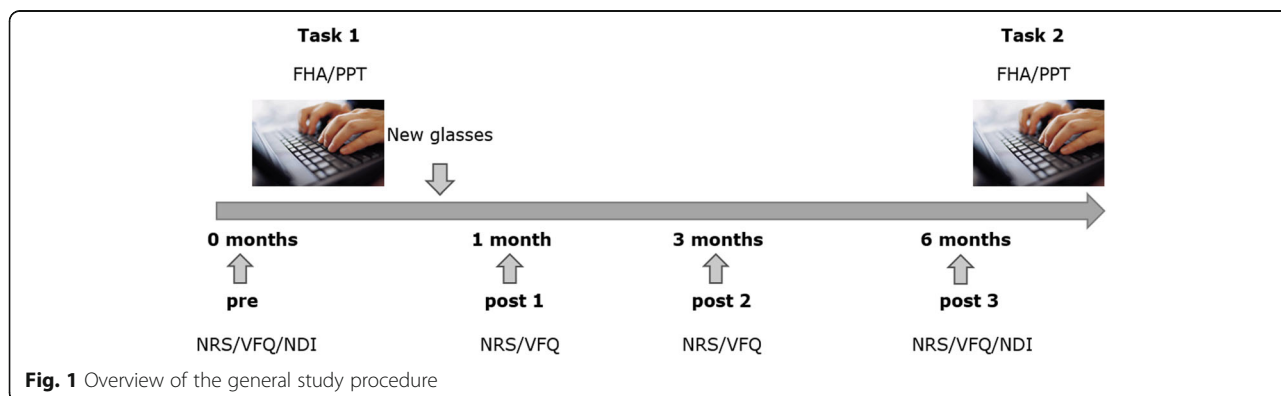 Task 1
Task 2
FHA/PPT
FHA/PPT
New glasses
0 months
1 month
3 months
6 months
pre
post 1
post 2
post 3
NRS/VFQ/NDI
NRS/VFQ
NRS/VFQ
NRS/VFQ/NDI
Fig. 1 Overview of the general study procedure